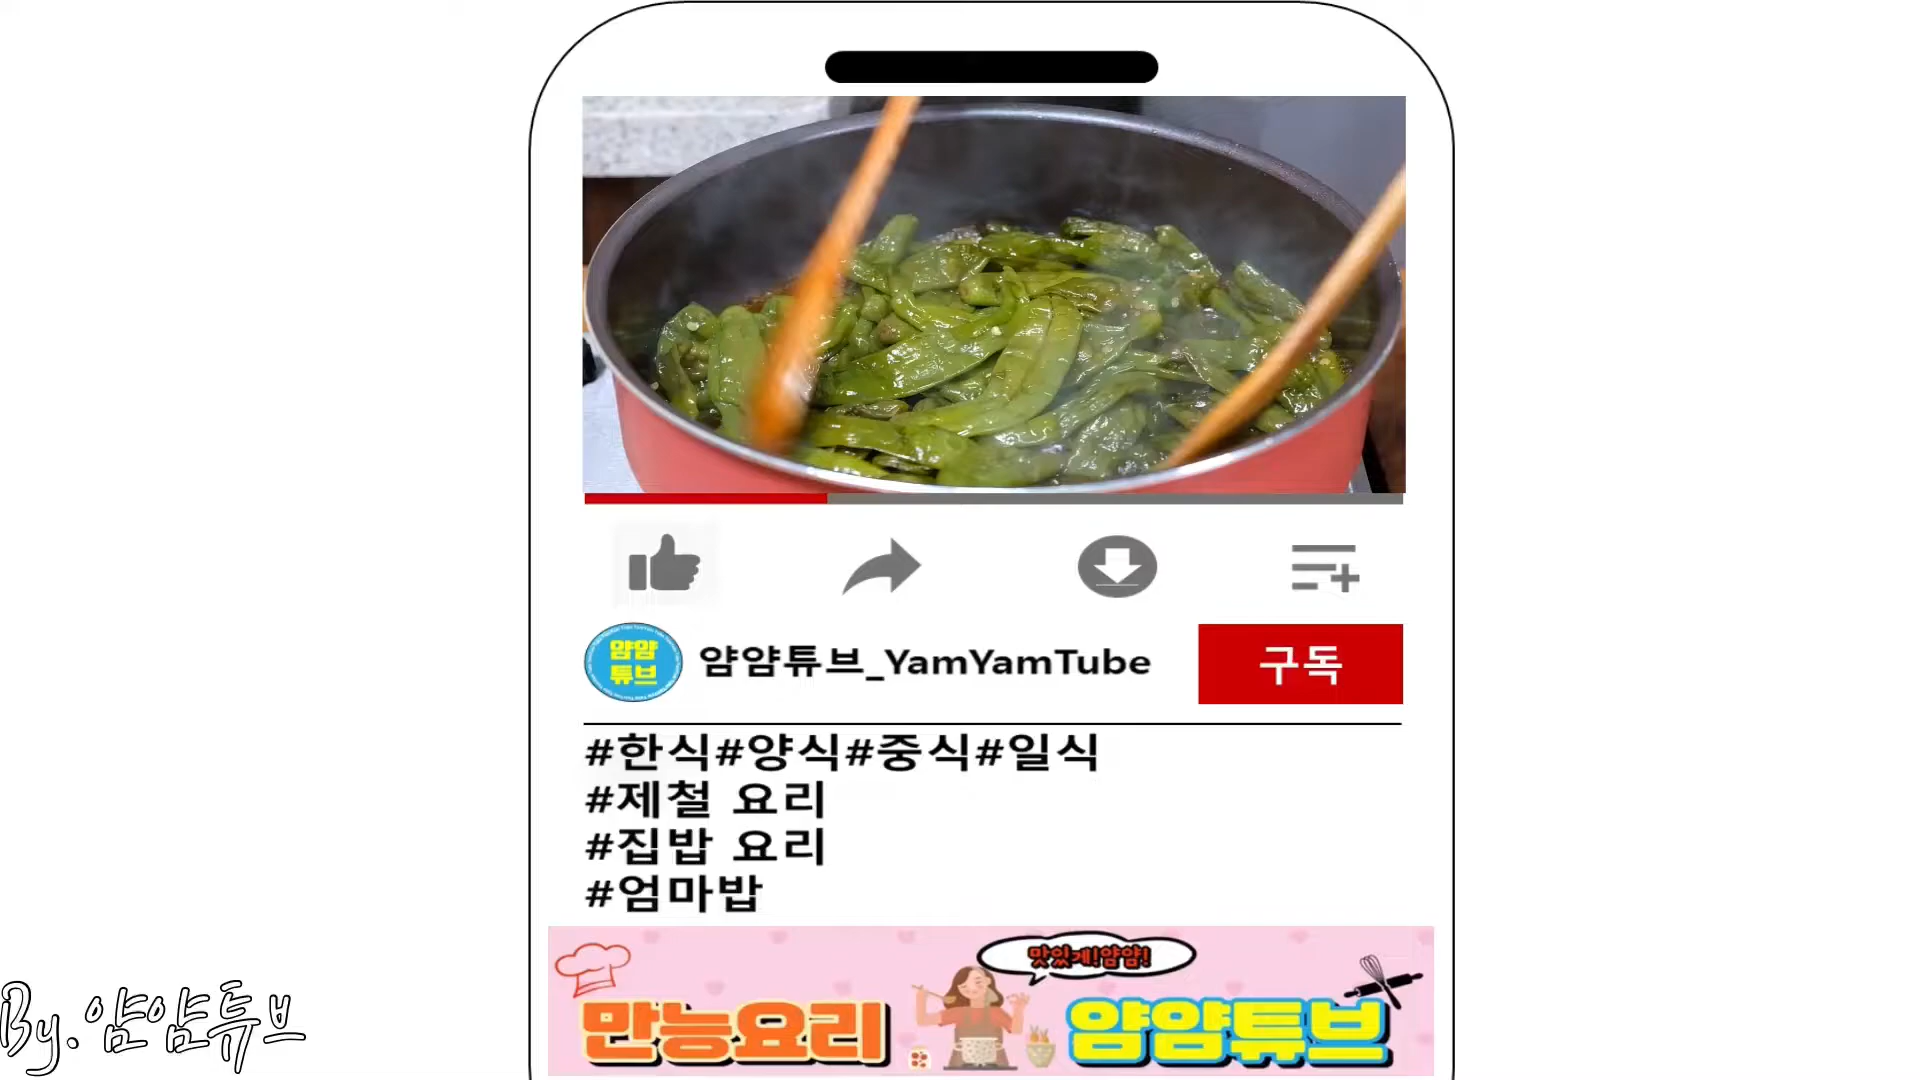 얌얌
튜브
얌얌튜브_YamYamTube
구독
#한식#양식#중식#일식
#제철 요리
#집밥 요리
#엄마밥
맛있게!얌얌!
만능요리
얌얌튜브
By. 얌얌튜브